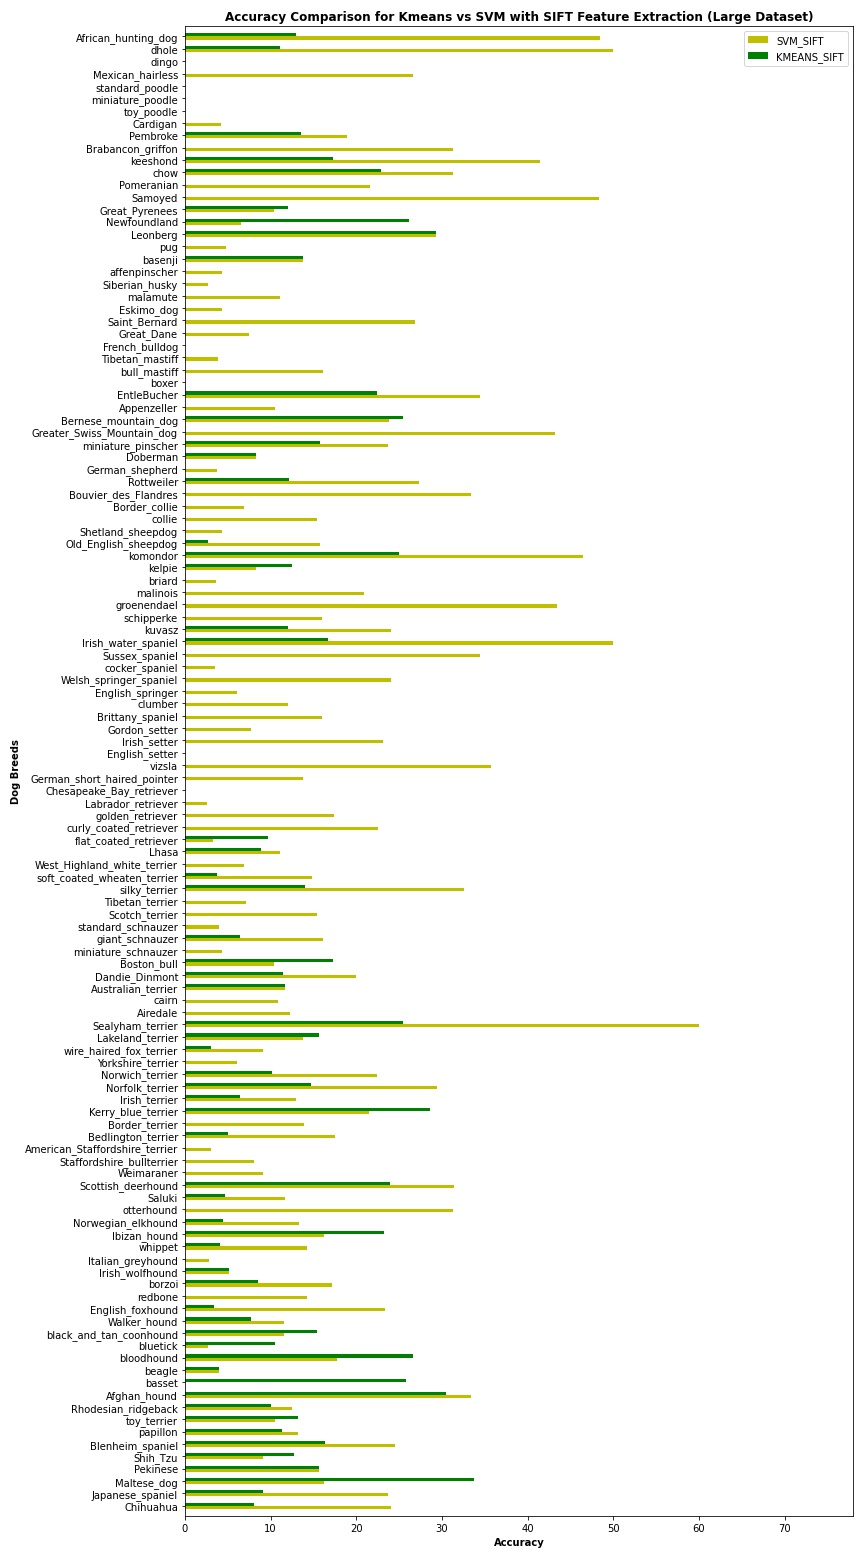 Accuracy Comparison for Kmeans vs SVM with SIFT Feature Extraction (Large Dataset)
SVM_SIFT
KMEANS_SIFT
African_hunting_dog
dhole
dingo
Mexican_hairless
standard_poodle
miniature_poodle
toy_poodle
Cardigan
Pembroke
Brabancon_griffon
keeshond
chow
Pomeranian
Samoyed
Great_Pyrenees
Newfoundland
Leonberg
pug
basenji
affenpinscher
Siberian_husky
malamute
Eskimo_dog
Saint_Bernard
Great_Dane
French_bulldog
Tibetan_mastiff
bull_mastiff
boxer
EntleBucher
Appenzeller
Bernese_mountain_dog
Greater_Swiss_Mountain_dog
miniature_pinscher
Doberman
German_shepherd
Rottweiler
Bouvier_des_Flandres
Border_collie
collie
Shetland_sheepdog
Old_English_sheepdog
komondor
kelpie
briard
malinois
groenendael
schipperke
kuvasz
Irish_water_spaniel
Sussex_spaniel
cocker_spaniel
Welsh_springer_spaniel
English_springer
clumber
Brittany_spaniel
Gordon_setter
Irish_setter
English_setter
vizsla
German_short_haired_pointer
Chesapeake_Bay_retriever
Labrador_retriever
golden_retriever
curly_coated_retriever
flat_coated_retriever
Lhasa
West_Highland_white_terrier
soft_coated_wheaten_terrier
silky_terrier
Tibetan_terrier
Scotch_terrier
standard_schnauzer
giant_schnauzer
miniature_schnauzer
Boston_bull
Dandie_Dinmont
Australian_terrier
cairn
Airedale
Sealyham_terrier
Lakeland_terrier
wire_haired_fox_terrier
Yorkshire_terrier
Norwich_terrier
Norfolk_terrier
Irish_terrier
Kerry_blue_terrier
Border_terrier
Bedlington_terrier
American_Staffordshire_terrier
Staffordshire_bullterrier
Weimaraner
Scottish_deerhound
Saluki
otterhound
Norwegian_elkhound
Ibizan_hound
whippet
Italian_greyhound
Irish_wolfhound
borzoi
redbone
English_foxhound
Walker_hound
black_and_tan_coonhound
bluetick
bloodhound
beagle
basset
Afghan_hound
Rhodesian_ridgeback
toy_terrier
papillon
Blenheim_spaniel
Shih_Tzu
Pekinese
Maltese_dog
Japanese_spaniel
Chihuahua
Dog Breeds
0 10 20 30 40 50 60 70
Accuracy